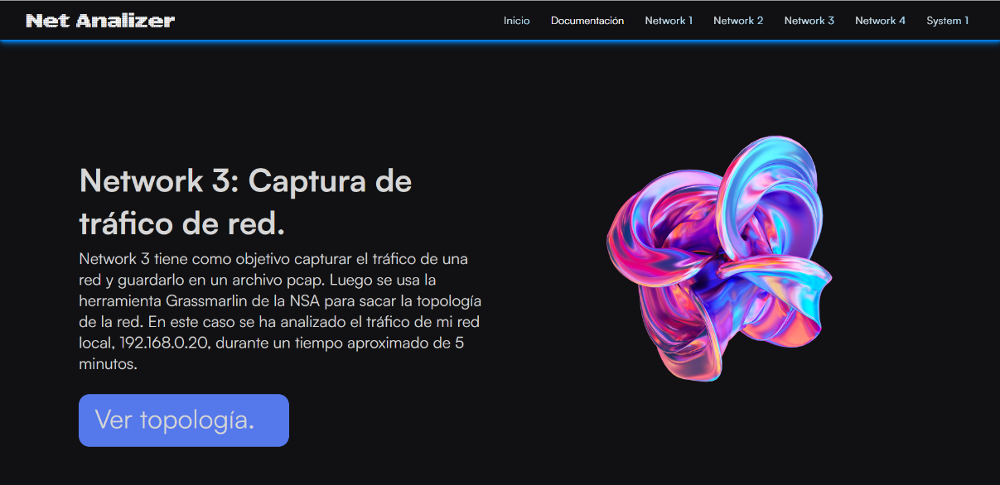 Net Analizer
Inicio
Documentación
Network 1
Network 2
Network 3
Network 4
System 1
Network 3: Captura de
tráfico de red.
Network 3 tiene como objetivo capturar el tráfico de una
red y guardarlo en un archivo pcap. Luego se usa la
herramienta Grassmarlin de la NSA para sacar la topología
de la red. En este caso se ha analizado el tráfico de mi red
local, 192.168.0.20, durante un tiempo aproximado de 5
minutos.
Ver topología.